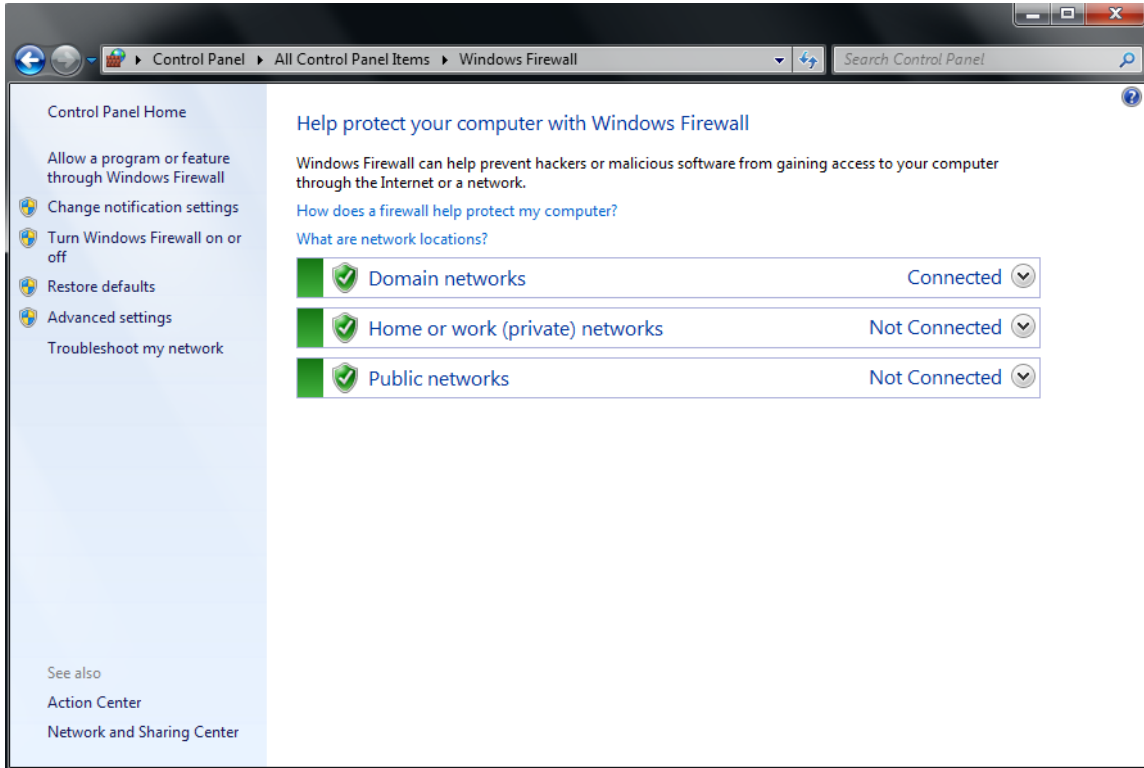 Control Panel All Control Panel Items Windows Firewall
Search Control Panel
Control Panel Home
Allow a program or feature
through Windows Firewall
Change notification settings
Turn Windows Firewall on or
off
Restore defaults
Advanced settings
Troubleshoot my network
See also
Action Center
Network and Sharing Center
Help protect your computer with Windows Firewall
Windows Firewall can help prevent hackers or malicious software from gaining access to your computer
through the Internet or a network.
How does a firewall help protect my computer?
What are network locations?
Domain networks Connected
Home or work (private) networks Not Connected
Public networks Not Connected